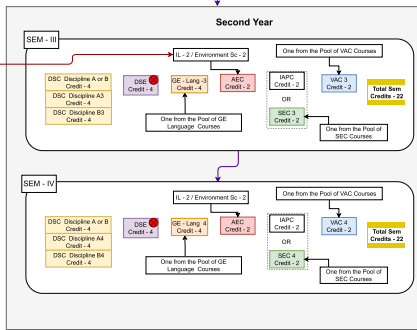 Second Year
SEM - III
IL - 2 / Environment Sc - 2
One from the Pool of VAC Courses
DSC Discipline A or B
Credit - 4
DSC Discipline A3
Credit - 4
DSC Discipline B3
Credit - 4
DSE
Credit - 4
GE - Lang -3
Credit - 4
AEC
Credit - 2
IAPC
Credit - 2
OR
SEC 3
Credit - 2
VAC 3
Credit - 2
Total Sem
Credits - 22
One from the Pool of GE
Language Courses
One from the Pool of
SEC Courses
SEM - IV
IL - 2 / Environment Sc - 2
One from the Pool of VAC Courses
DSC Discipline A or B
Credit - 4
DSC Discipline A4
Credit - 4
DSC Discipline B4
Credit - 4
DSE
Credit - 4
GE - Lang 4
Credit - 4
AEC
Credit - 2
IAPC
Credit - 2
OR
SEC 4
Credit - 2
VAC 4
Credit - 2
Total Sem
Credits - 22
One from the Pool of GE
Language Courses
One from the Pool of
SEC Courses